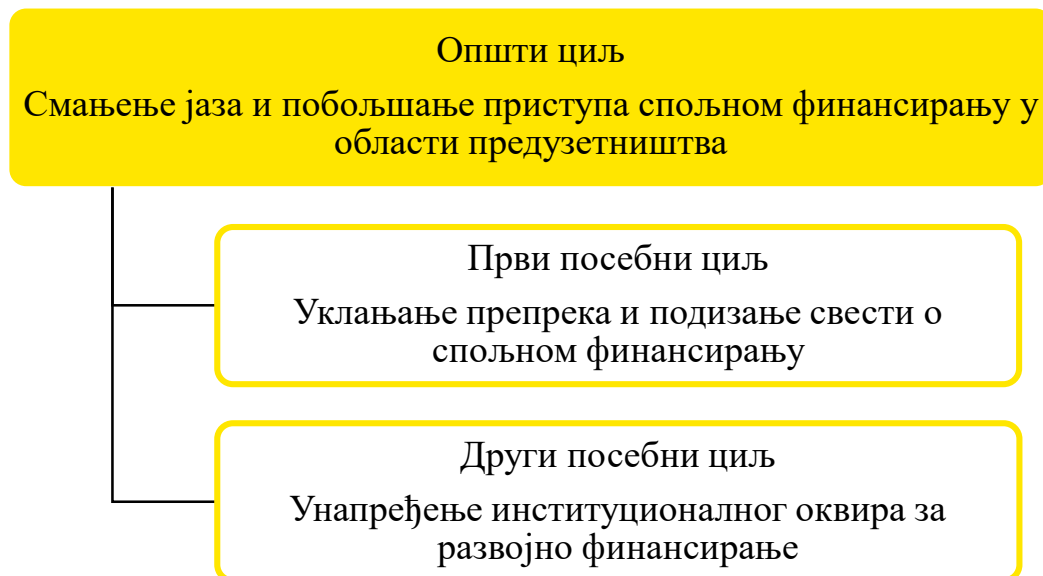 Општи циљ
Смањење јаза и побољшање приступа спољном финансирању у
области предузетништва
Први посебни циљ
Уклањање препрека и подизање свести о
спољном финансирању
Други посебни циљ
Унапређење институционалног оквира за
развојно финансирање